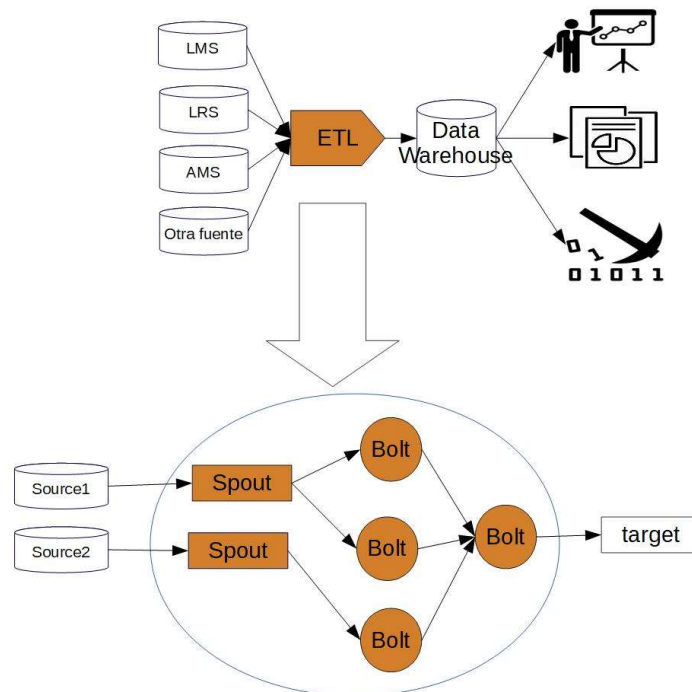 LMS
LRS
AMS
Otra fuente
ETL
Data
Warehouse
0 1
0 1 0 1 1
Source1
Source2
Spout
Spout
Bolt
Bolt
Bolt
Bolt
target